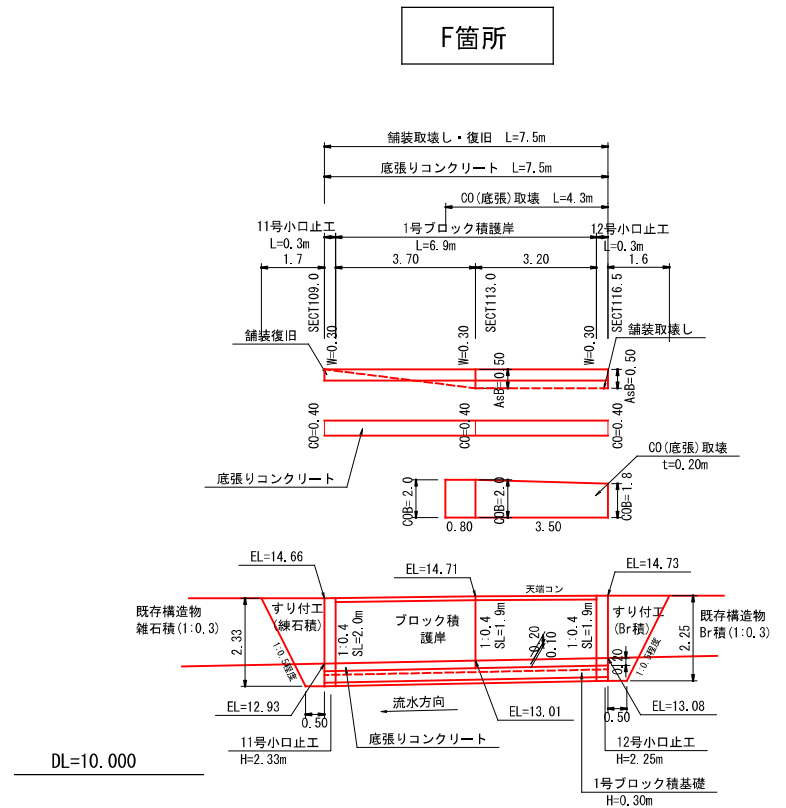 F箇所
舗装取壊し・復旧 L=7.5m
底張りコンクリート L=7.5m
CO(底張)取壊 L=4.3m
11号小口止工
L=0.3m
1号ブロック積護岸
L=6.9m
12号小口止工
L=0.3m
1.7
3.70
3.20
1.6
SECT109.0
SECT113.0
SECT116.5
W=0.30
W=0.30
W=0.30
舗装復旧
舗装取壊し
AsB=0.50
AsB=0.50
CO=0.40
CO=0.40
CO=0.40
底張りコンクリート
CO(底張)取壊
t=0.20m
COB=2.0
COB=2.0
COB=1.8
0.80
3.50
EL=14.66
EL=14.71
EL=14.73
天端コン
既存構造物
雑石積(1:0.3)
すり付工
(練石積)
ブロック積
護岸
すり付工
(Br積)
既存構造物
Br積(1:0.3)
2.33
1:0.5程度
1:0.4
SL=2.0m
1:0.4
SL=1.9m
0.20
0.10
1:0.4
SL=1.9m
0.20
1:0.5程度
2.25
EL=12.93
EL=13.01
EL=13.08
0.50
0.50
流水方向
11号小口止工
H=2.33m
底張りコンクリート
12号小口止工
H=2.25m
1号ブロック積基礎
H=0.30m
DL=10.000